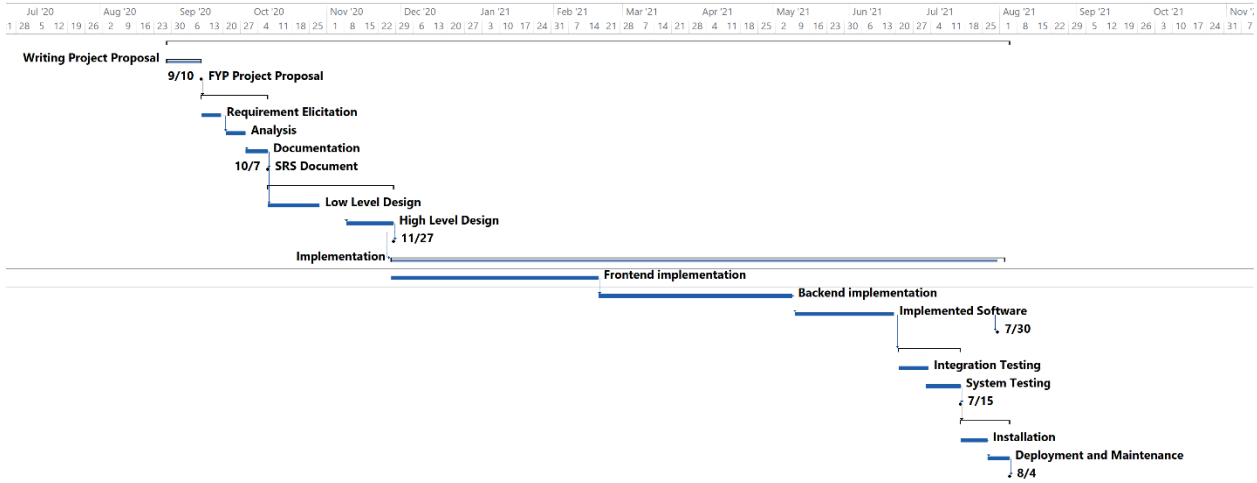 Jul '20 Aug '20 Sep '20 Oct '20 Nov '20 Dec '20 Jan '21 Feb '21 Mar '21 Apr '21 May '21 Jun '21 Jul '21 Aug '21 Sep '21 Oct '21 Nov '2
28 5 12 19 26 2 9 16 23 30 6 13 20 27 4 11 18 25 1 8 15 22 29 6 13 20 27 3 10 17 24 31 7 14 21 28 7 14 21 28 4 11 18 25 2 9 16 23 30 6 13 20 27 4 11 18 25 1 8 15 22 29 5 12 19 26 3 10 17 24 31 7
Writing Project Proposal
9/10 FYP Project Proposal
Requirement Elicitation
Analysis
Documentation
10/7 SRS Document
Low Level Design
High Level Design
11/27
Implementation
Frontend implementation
Backend implementation
Implemented Software
7/30
Integration Testing
System Testing
7/15
Installation
Deployment and Maintenance
8/4